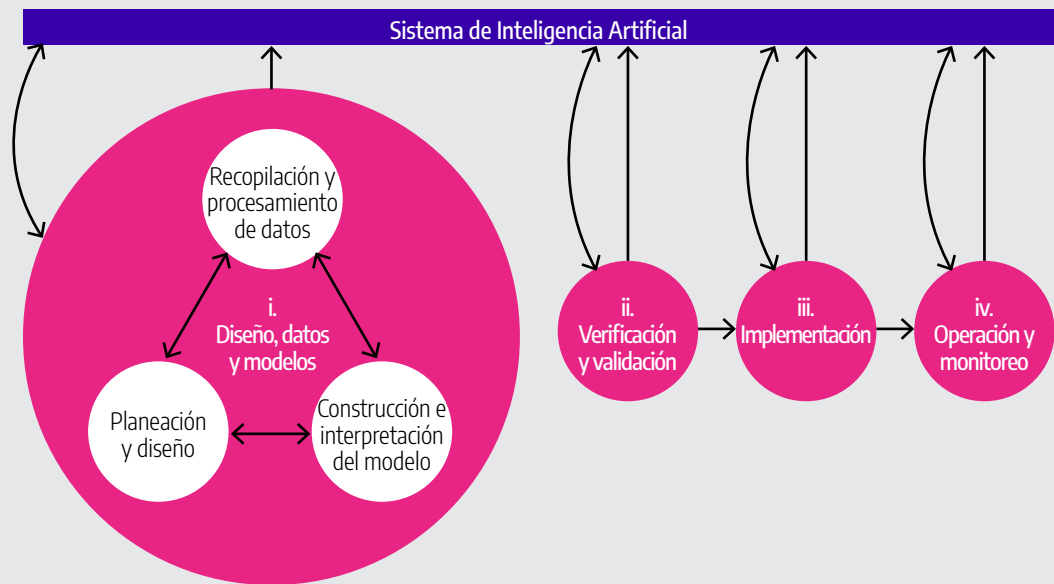 Sistema de Inteligencia Artificial
Recopilación y
procesamiento
de datos
i.
Diseño, datos
y modelos
Planeación
y diseño
Construcción e
interpretación
del modelo
ii.
Verificación
y validación
iii.
Implementación
iv.
Operación y
monitoreo